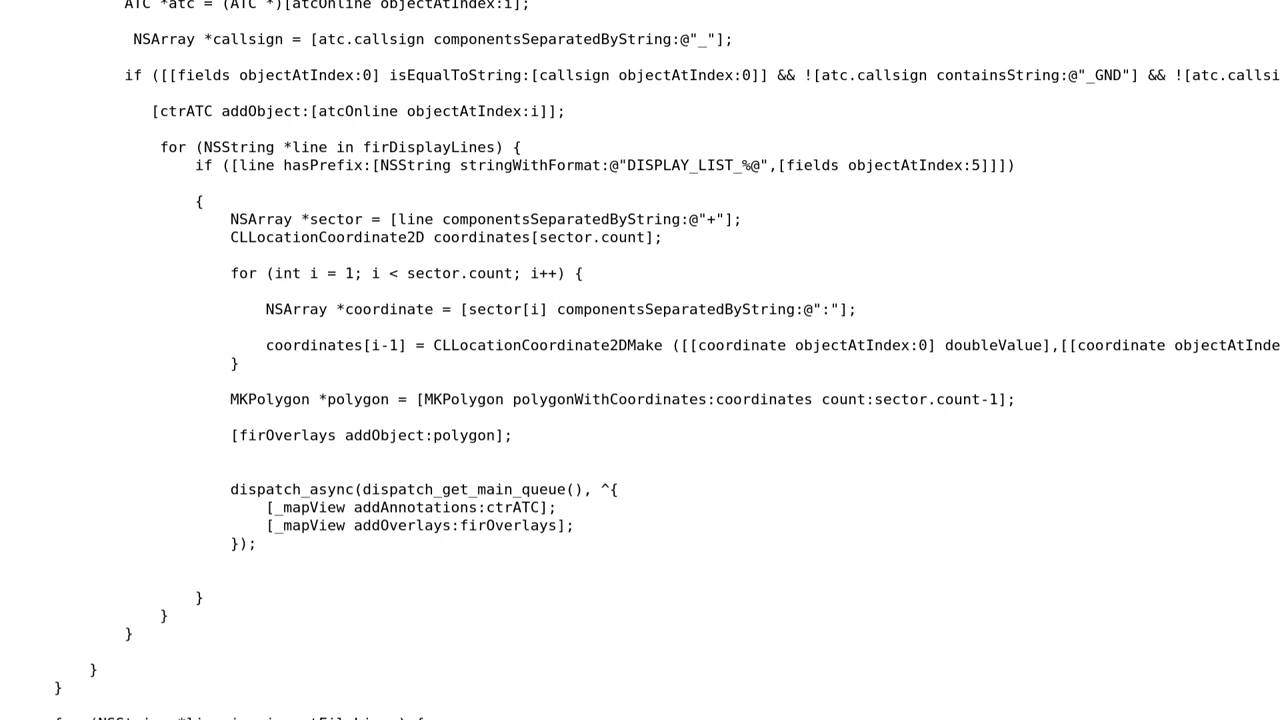 ATC *atc = (ATC *)[atcOnline objectAtIndex:i];
NSArray *callsign = [atc.callsign componentsSeparatedByString:@"_"];
if ([[fields objectAtIndex:0] isEqualToString:[callsign objectAtIndex:0]] && ![atc.callsign containsString:@"_GND"] && ![atc.callsi
[ctrATC addObject:[atcOnline objectAtIndex:i]];
for (NSString *line in firDisplayLines) {
if ([line hasPrefix:[NSString stringWithFormat:@"DISPLAY_LIST_%@",[fields objectAtIndex:5]]])
{
NSArray *sector = [line componentsSeparatedByString:@"+"];
CLLocationCoordinate2D coordinates[sector.count];
for (int i = 1; i < sector.count; i++) {
NSArray *coordinate = [sector[i] componentsSeparatedByString:@":"];
coordinates[i-1] = CLLocationCoordinate2DMake ([[coordinate objectAtIndex:0] doubleValue],[[coordinate objectAtInde
}
MKPolygon *polygon = [MKPolygon polygonWithCoordinates:coordinates count:sector.count-1];
[firOverlays addObject:polygon];
dispatch_async(dispatch_get_main_queue(), ^{
[_mapView addAnnotations:ctrATC];
[_mapView addOverlays:firOverlays];
});
}
}
}
}
}